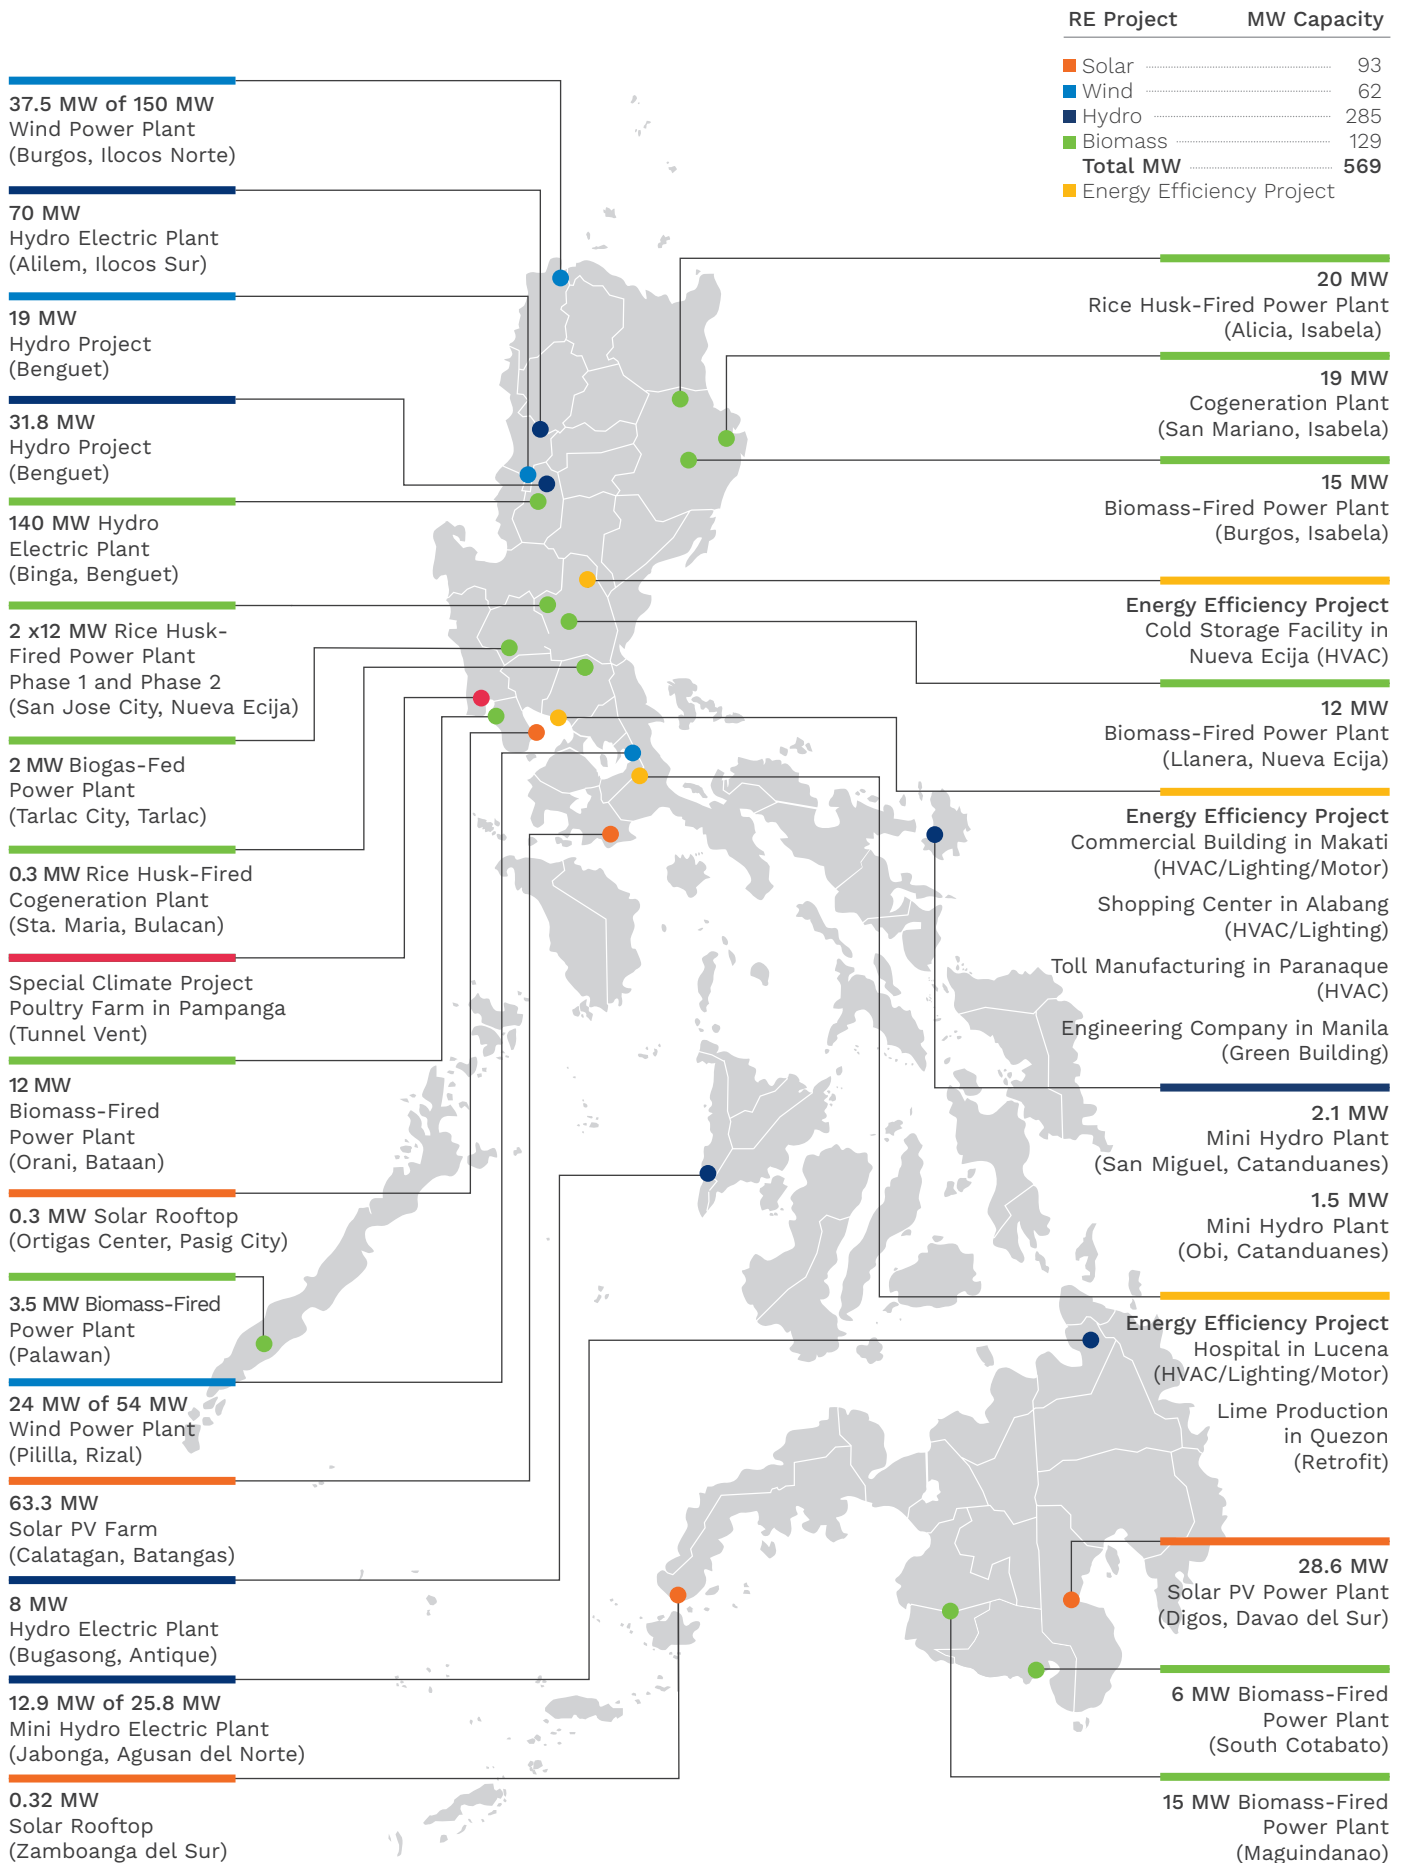 RE Project MW Capacity
Solar 93
Wind 62
Hydro 285
Biomass 129
Total MW 569
Energy Efficiency Project
37.5 MW of 150 MW
Wind Power Plant
(Burgos, Ilocos Norte)
70 MW
Hydro Electric Plant
(Alilem, Ilocos Sur)
19 MW
Hydro Project
(Benguet)
31.8 MW
Hydro Project
(Benguet)
140 MW Hydro
Electric Plant
(Binga, Benguet)
2 x12 MW Rice Husk-
Fired Power Plant
Phase 1 and Phase 2
(San Jose City, Nueva Ecija)
2 MW Biogas-Fed
Power Plant
(Tarlac City, Tarlac)
0.3 MW Rice Husk-Fired
Cogeneration Plant
(Sta. Maria, Bulacan)
Special Climate Project
Poultry Farm in Pampanga
(Tunnel Vent)
12 MW
Biomass-Fired
Power Plant
(Orani, Bataan)
0.3 MW Solar Rooftop
(Ortigas Center, Pasig City)
3.5 MW Biomass-Fired
Power Plant
(Palawan)
24 MW of 54 MW
Wind Power Plant
(Pililla, Rizal)
63.3 MW
Solar PV Farm
(Calatagan, Batangas)
8 MW
Hydro Electric Plant
(Bugasong, Antique)
12.9 MW of 25.8 MW
Mini Hydro Electric Plant
(Jabonga, Agusan del Norte)
0.32 MW
Solar Rooftop
(Zamboanga del Sur)
20 MW
Rice Husk-Fired Power Plant
(Alicia, Isabela)
19 MW
Cogeneration Plant
(San Mariano, Isabela)
15 MW
Biomass-Fired Power Plant
(Burgos, Isabela)
Energy Efficiency Project
Cold Storage Facility in
Nueva Ecija (HVAC)
12 MW
Biomass-Fired Power Plant
(Llanera, Nueva Ecija)
Energy Efficiency Project
Commercial Building in Makati
(HVAC/Lighting/Motor)
Shopping Center in Alabang
(HVAC/Lighting)
Toll Manufacturing in Paranaque
(HVAC)
Engineering Company in Manila
(Green Building)
2.1 MW
Mini Hydro Plant
(San Miguel, Catanduanes)
1.5 MW
Mini Hydro Plant
(Obi, Catanduanes)
Energy Efficiency Project
Hospital in Lucena
(HVAC/Lighting/Motor)
Lime Production
in Quezon
(Retrofit)
28.6 MW
Solar PV Power Plant
(Digos, Davao del Sur)
6 MW Biomass-Fired
Power Plant
(South Cotabato)
15 MW Biomass-Fired
Power Plant
(Maguindanao)